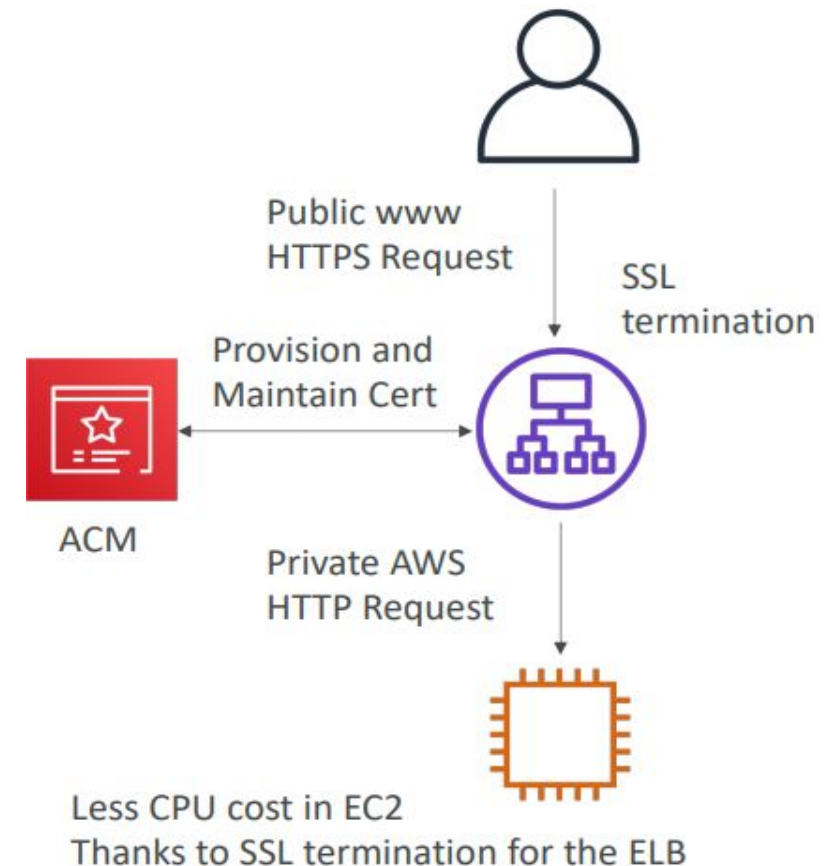 Public www
HTTPS Request
SSL
termination
Provision and
Maintain Cert
ACM
Private AWS
HTTP Request
Less CPU cost in EC2
Thanks to SSL termination for the ELB